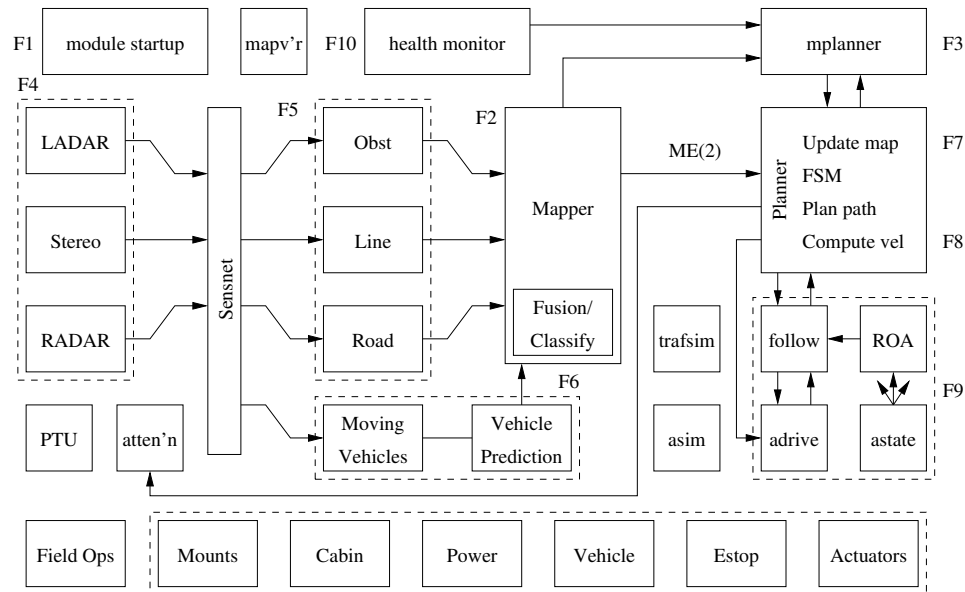 F1
module startup
mapv'r
F10
health monitor
mplanner
F3
F4
LADAR
Stereo
RADAR
Sensnet
F5
Obst
Line
Road
F2
Mapper
Fusion/
Classify
ME(2)
Planner
Update map
FSM
Plan path
Compute vel
F7
F8
trafsim
follow
ROA
F6
F9
PTU
atten'n
Moving
Vehicles
Vehicle
Prediction
asim
adrive
astate
Field Ops
Mounts
Cabin
Power
Vehicle
Estop
Actuators